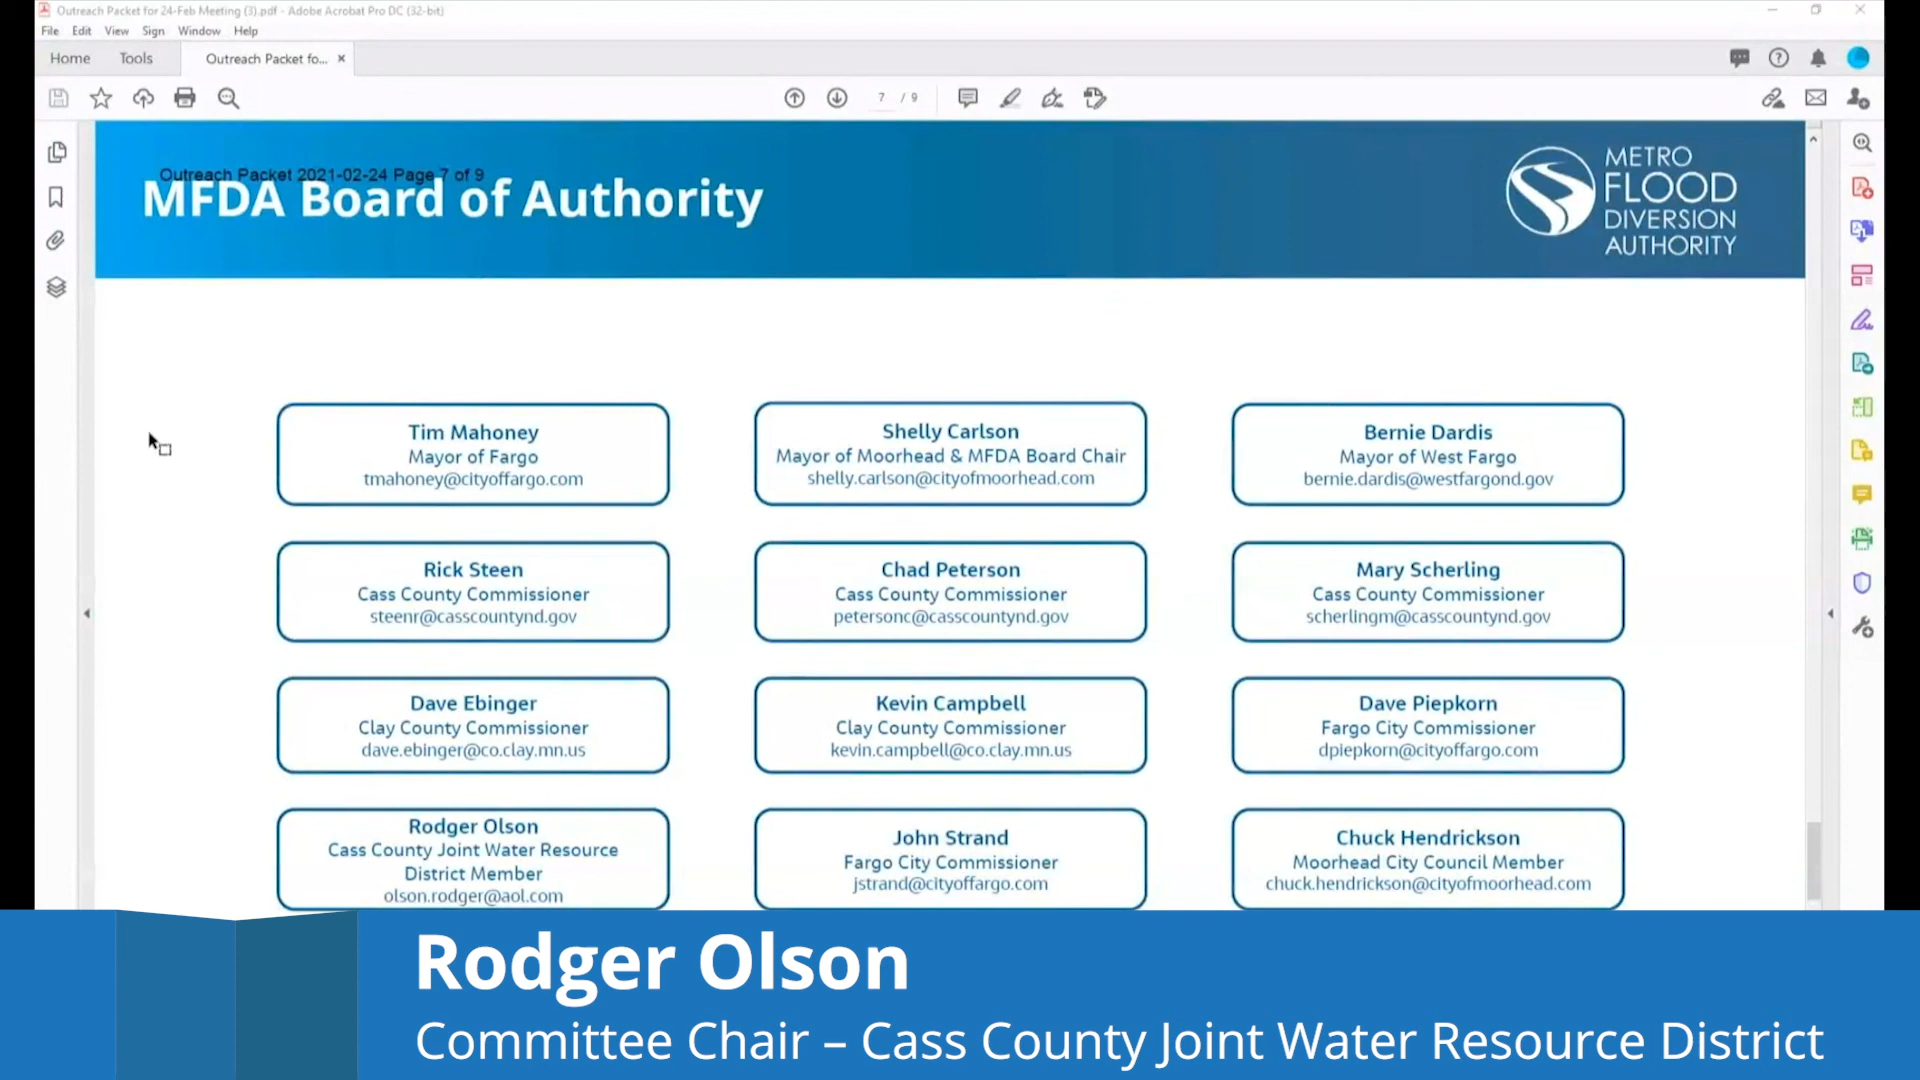 Outreach Packet for 24-Feb Meeting (3).pdf - Adobe Acrobat Pro DC (32-bit)
File Edit View Sign Window Help
Home Tools Outreach Packet fo... ×
7 / 9
Outreach Packet 2021-02-24 Page 7 of 9
MFDA Board of Authority
METRO
FLOOD
DIVERSION
AUTHORITY
Tim Mahoney
Mayor of Fargo
tmahoney@cityoffargo.com
Shelly Carlson
Mayor of Moorhead & MFDA Board Chair
shelly.carlson@cityofmoorhead.com
Bernie Dardis
Mayor of West Fargo
bernie.dardis@westfargond.gov
Rick Steen
Cass County Commissioner
steenr@casscountynd.gov
Chad Peterson
Cass County Commissioner
petersonc@casscountynd.gov
Mary Scherling
Cass County Commissioner
scherlingm@casscountynd.gov
Dave Ebinger
Clay County Commissioner
dave.ebinger@co.clay.mn.us
Kevin Campbell
Clay County Commissioner
kevin.campbell@co.clay.mn.us
Dave Piepkorn
Fargo City Commissioner
dpiepkorn@cityoffargo.com
Rodger Olson
Cass County Joint Water Resource
District Member
olson.rodger@aol.com
John Strand
Fargo City Commissioner
jstrand@cityoffargo.com
Chuck Hendrickson
Moorhead City Council Member
chuck.hendrickson@cityofmoorhead.com
Rodger Olson
Committee Chair – Cass County Joint Water Resource District